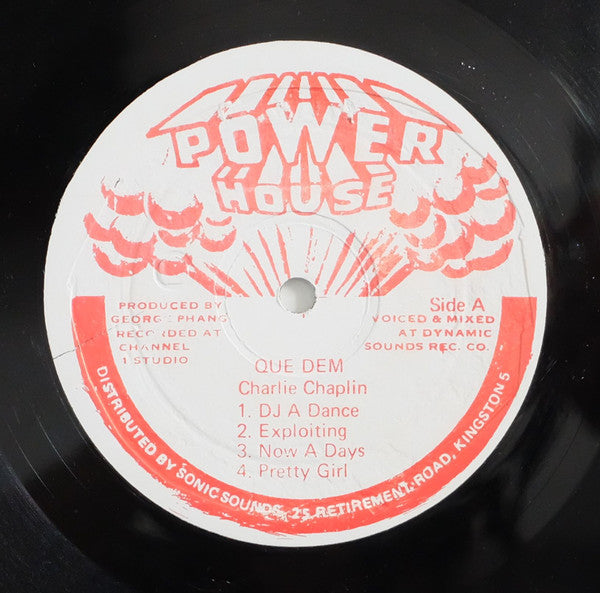 POWER
HOUSE
PRODUCED BY
GEORGE PHANG
RECORDED AT
CHANNEL
1 STUDIO
Side A
VOICED & MIXED
AT DYNAMIC
SOUNDS REC. CO.
QUE DEM
Charlie Chaplin
1. DJ A Dance
2. Exploiting
3. Now A Days
4. Pretty Girl
DISTRIBUTED BY SONIC SOUNDS, 25 RETIREMENT ROAD, KINGSTON 5